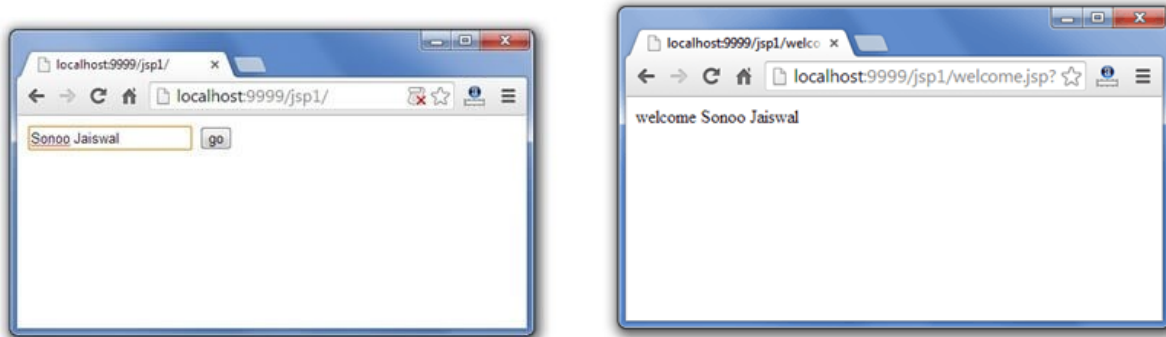 localhost:9999/jsp1/
localhost:9999/jsp1/
Sonoo Jaiswal
go
localhost:9999/jsp1/welco
localhost:9999/jsp1/welcome.jsp?
welcome Sonoo Jaiswal